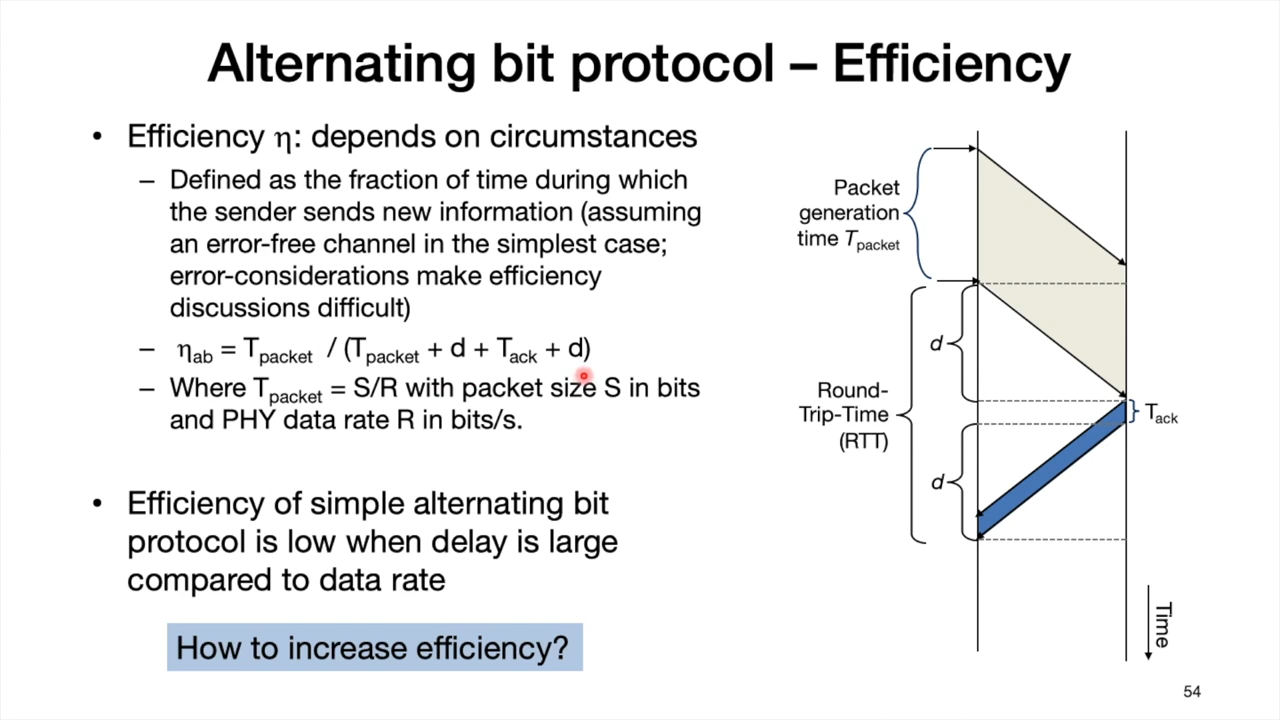 Alternating bit protocol – Efficiency
• Efficiency η: depends on circumstances
– Defined as the fraction of time during which
the sender sends new information (assuming
an error-free channel in the simplest case;
error-considerations make efficiency
discussions difficult)
– ηab = Tpacket / (Tpacket + d + Tack + d)
– Where Tpacket = S/R with packet size S in bits
and PHY data rate R in bits/s.
• Efficiency of simple alternating bit
protocol is low when delay is large
compared to data rate
How to increase efficiency?
Packet
generation
time Tpacket
d
Round-
Trip-Time
(RTT)
Tack
d
Time
54